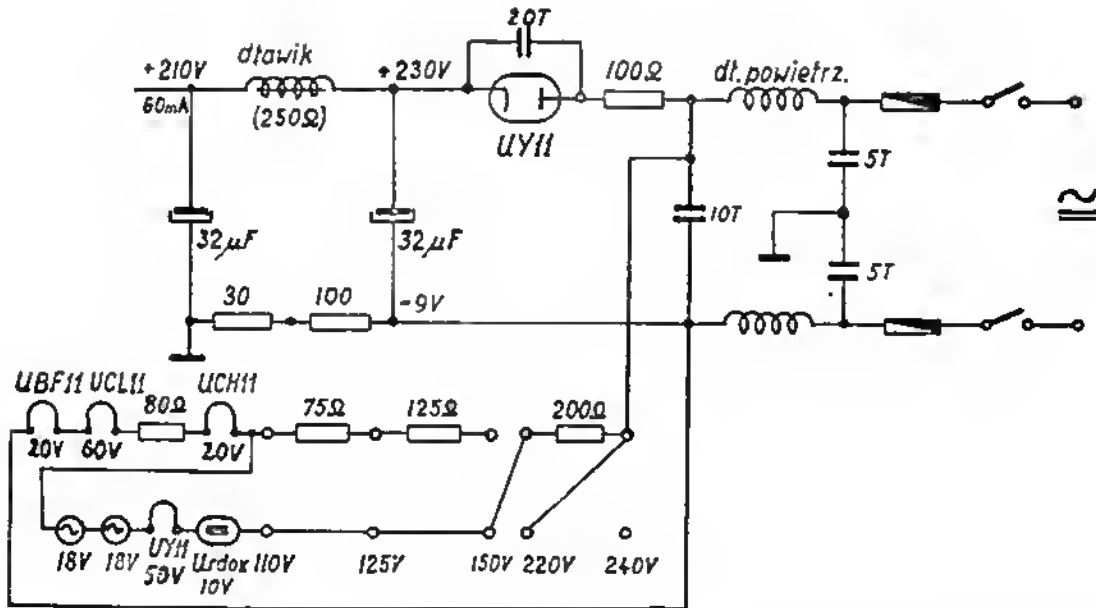 20T
dławik
+210V
60mA
(250Ω)
+230V
UY11
100Ω
dł.powietrz.
5T
10T
5T
32µF
32µF
30
100
-9V
UBF11
UCL11
80Ω
UCH11
75Ω
125Ω
200Ω
20V
60V
20V
18V
18V
UY11
50V
Urdox
10V
110V
125V
150V
220V
240V